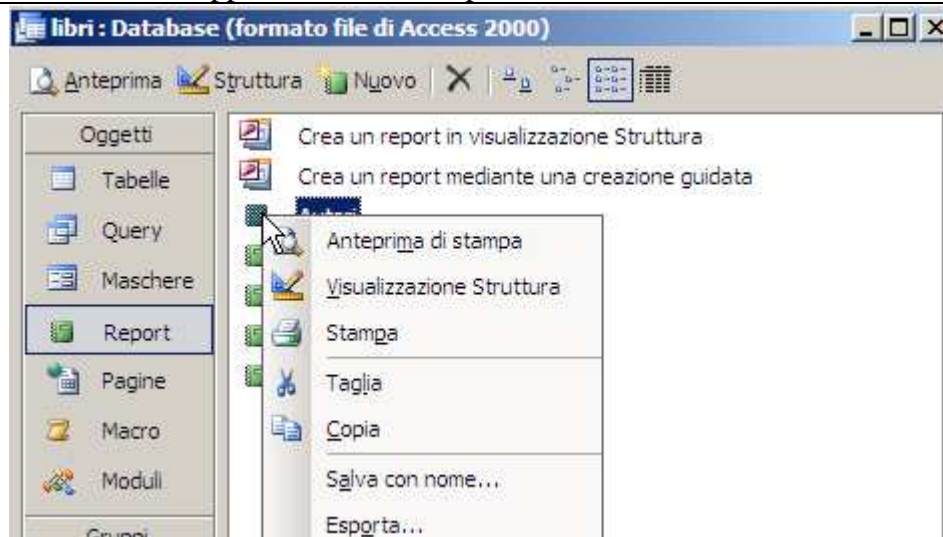 libri : Database (formato file di Access 2000)
Anteprima Struttura Nuovo
Oggetti
Tabelle
Query
Maschere
Report
Pagine
Macro
Moduli
Gruppi
Crea un report in visualizzazione Struttura
Crea un report mediante una creazione guidata
Anteprima di stampa
Visualizzazione Struttura
Stampa
Taglia
Copia
Salva con nome...
Esporta...